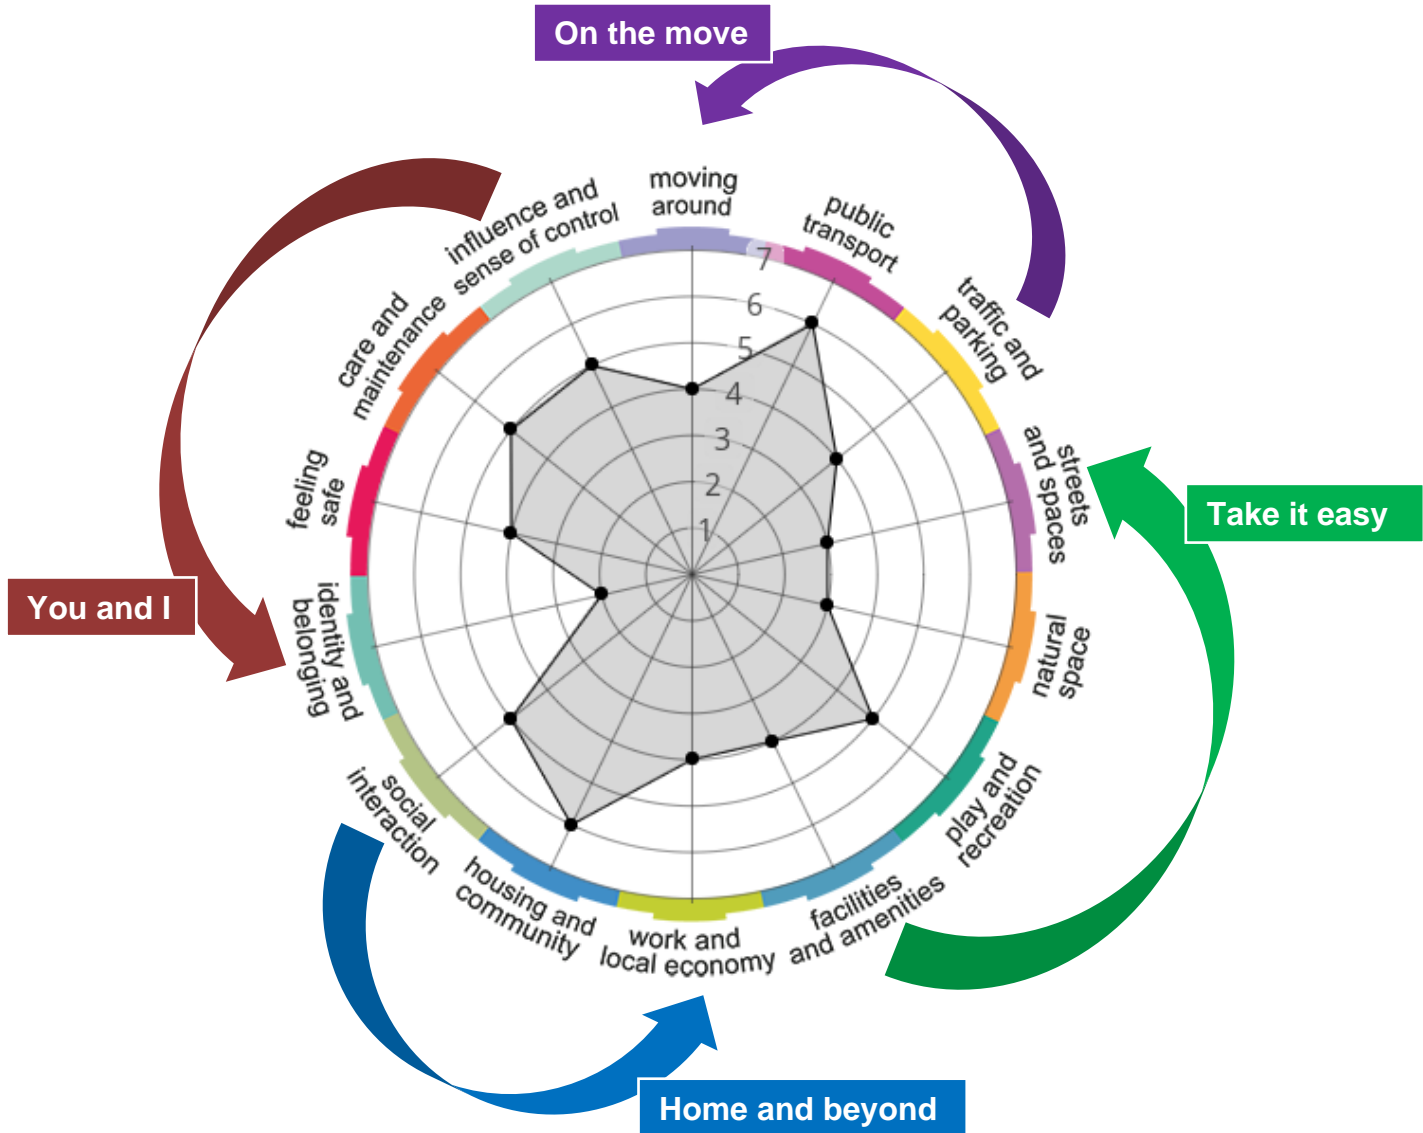 On the move
moving
around
public
transport
traffic and
parking
streets
and spaces
Take it easy
natural
space
play and
recreation
facilities
and amenities
work and
local economy
Home and beyond
housing and
community
social
interaction
identity and
belonging
You and I
feeling
safe
care and
maintenance
influence and
sense of control
7
6
5
4
3
2
1